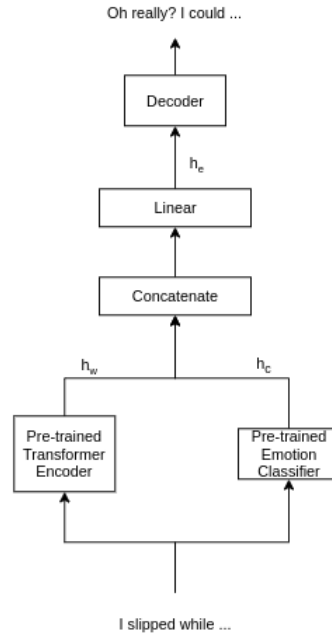 Oh really? I could ...
Decoder
h_e
Linear
Concatenate
h_w
h_c
Pre-trained
Transformer
Encoder
Pre-trained
Emotion
Classifier
I slipped while ...